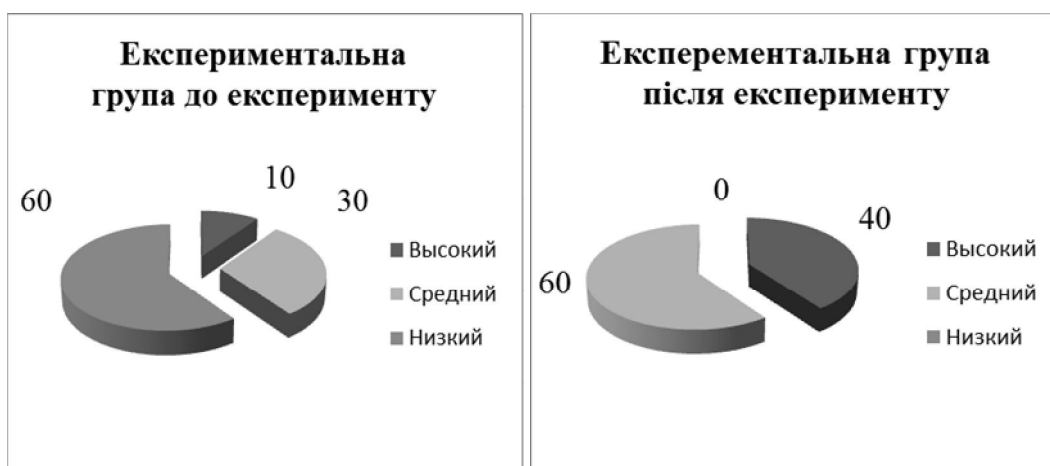 Експериментальна
група до експерименту
60
10
30
Высокий
Средний
Низкий
Експерементальна група
після експерименту
0
40
60
Высокий
Средний
Низкий